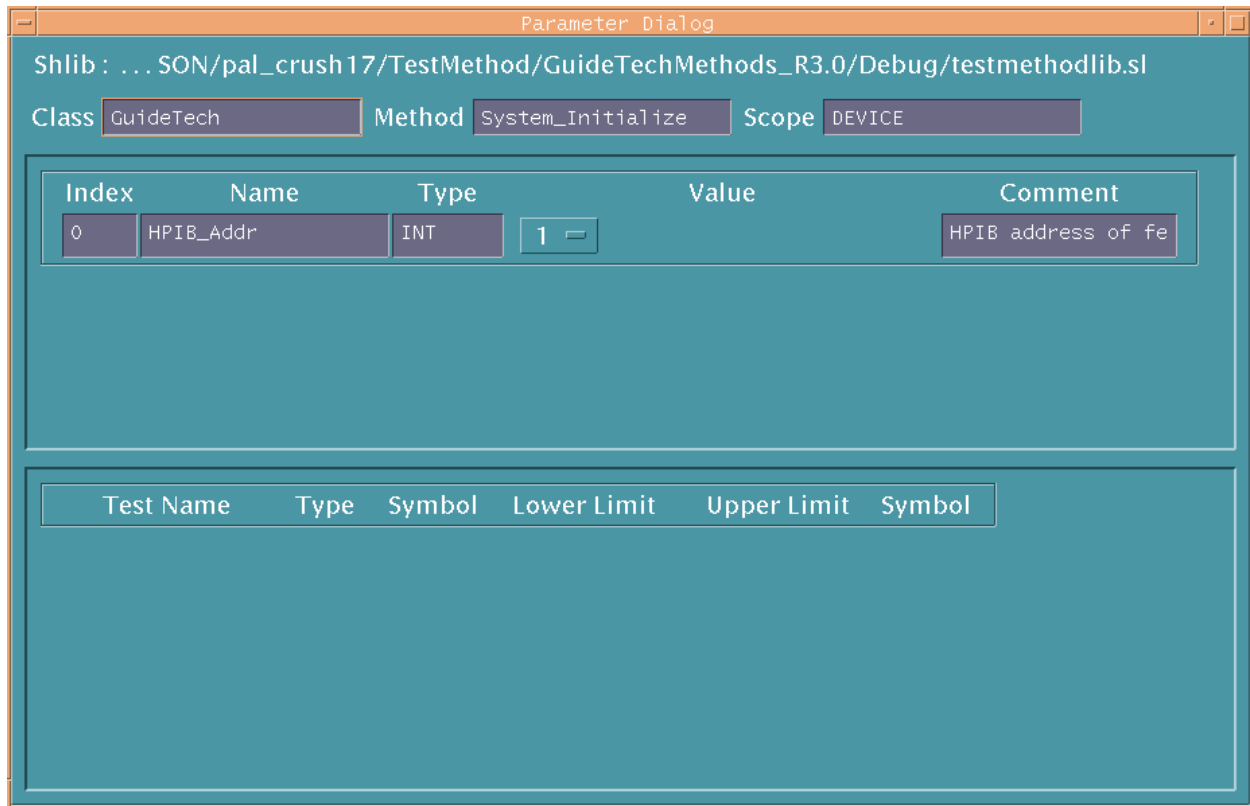 Parameter Dialog
Shlib : ...SON/pal_crush17/TestMethod/GuideTechMethods_R3.0/Debug/testmethodlib.sl
Class GuideTech Method System_Initialize Scope DEVICE
Index Name Type Value Comment
0 HPIB_Addr INT 1 HPIB address of fe
Test Name Type Symbol Lower Limit Upper Limit Symbol